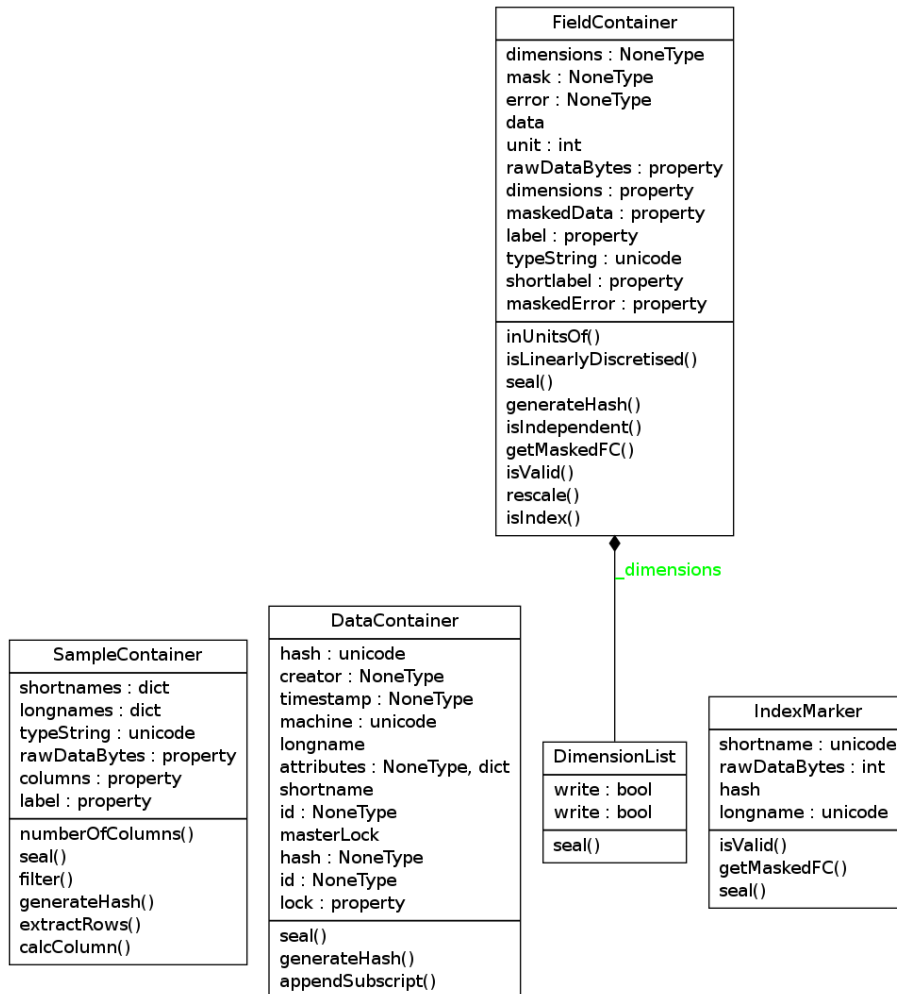 FieldContainer
dimensions : NoneType
mask : NoneType
error : NoneType
data
unit : int
rawDataBytes : property
dimensions : property
maskedData : property
label : property
typeString : unicode
shortlabel : property
maskedError : property
inUnitsOf()
isLinearlyDiscretised()
seal()
generateHash()
isIndependent()
getMaskedFC()
isValid()
rescale()
isIndex()
_dimensions
SampleContainer
shortnames : dict
longnames : dict
typeString : unicode
rawDataBytes : property
columns : property
label : property
numberOfColumns()
seal()
filter()
generateHash()
extractRows()
calcColumn()
DataContainer
hash : unicode
creator : NoneType
timestamp : NoneType
machine : unicode
longname
attributes : NoneType, dict
shortname
id : NoneType
masterLock
hash : NoneType
id : NoneType
lock : property
seal()
generateHash()
appendSubscript()
DimensionList
write : bool
write : bool
seal()
IndexMarker
shortname : unicode
rawDataBytes : int
hash
longname : unicode
isValid()
getMaskedFC()
seal()